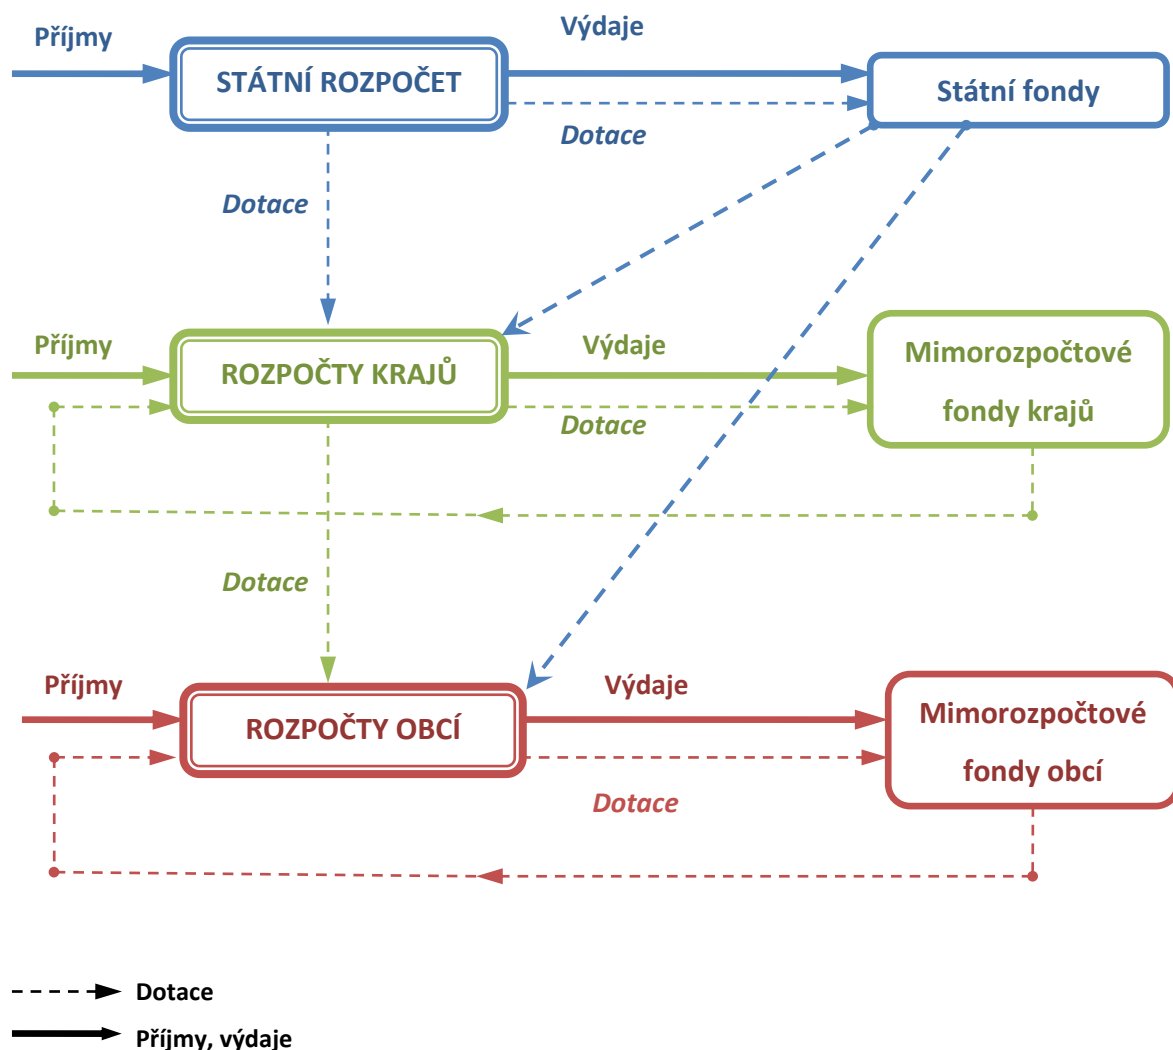 Příjmy
Výdaje
STÁTNÍ ROZPOČET
Státní fondy
Dotace
Dotace
Příjmy
Výdaje
Mimorozpočtové
ROZPOČTY KRAJŮ
fondy krajů
Dotace
Dotace
Příjmy
Výdaje
Mimorozpočtové
ROZPOČTY OBCÍ
fondy obcí
Dotace
Dotace
Příjmy, výdaje